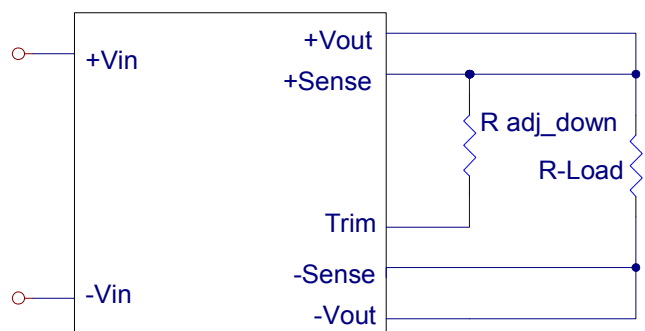 +Vout
+Vin
+Sense
R adj_down
R-Load
Trim
-Sense
-Vin
-Vout